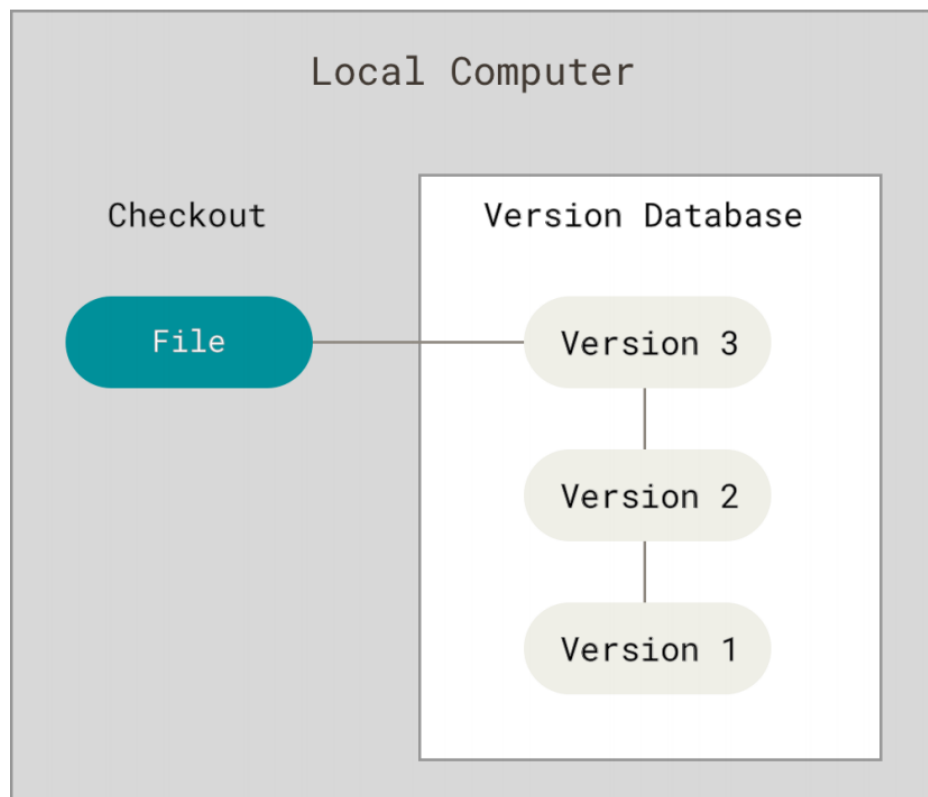 Local Computer
Checkout
Version Database
File
Version 3
Version 2
Version 1